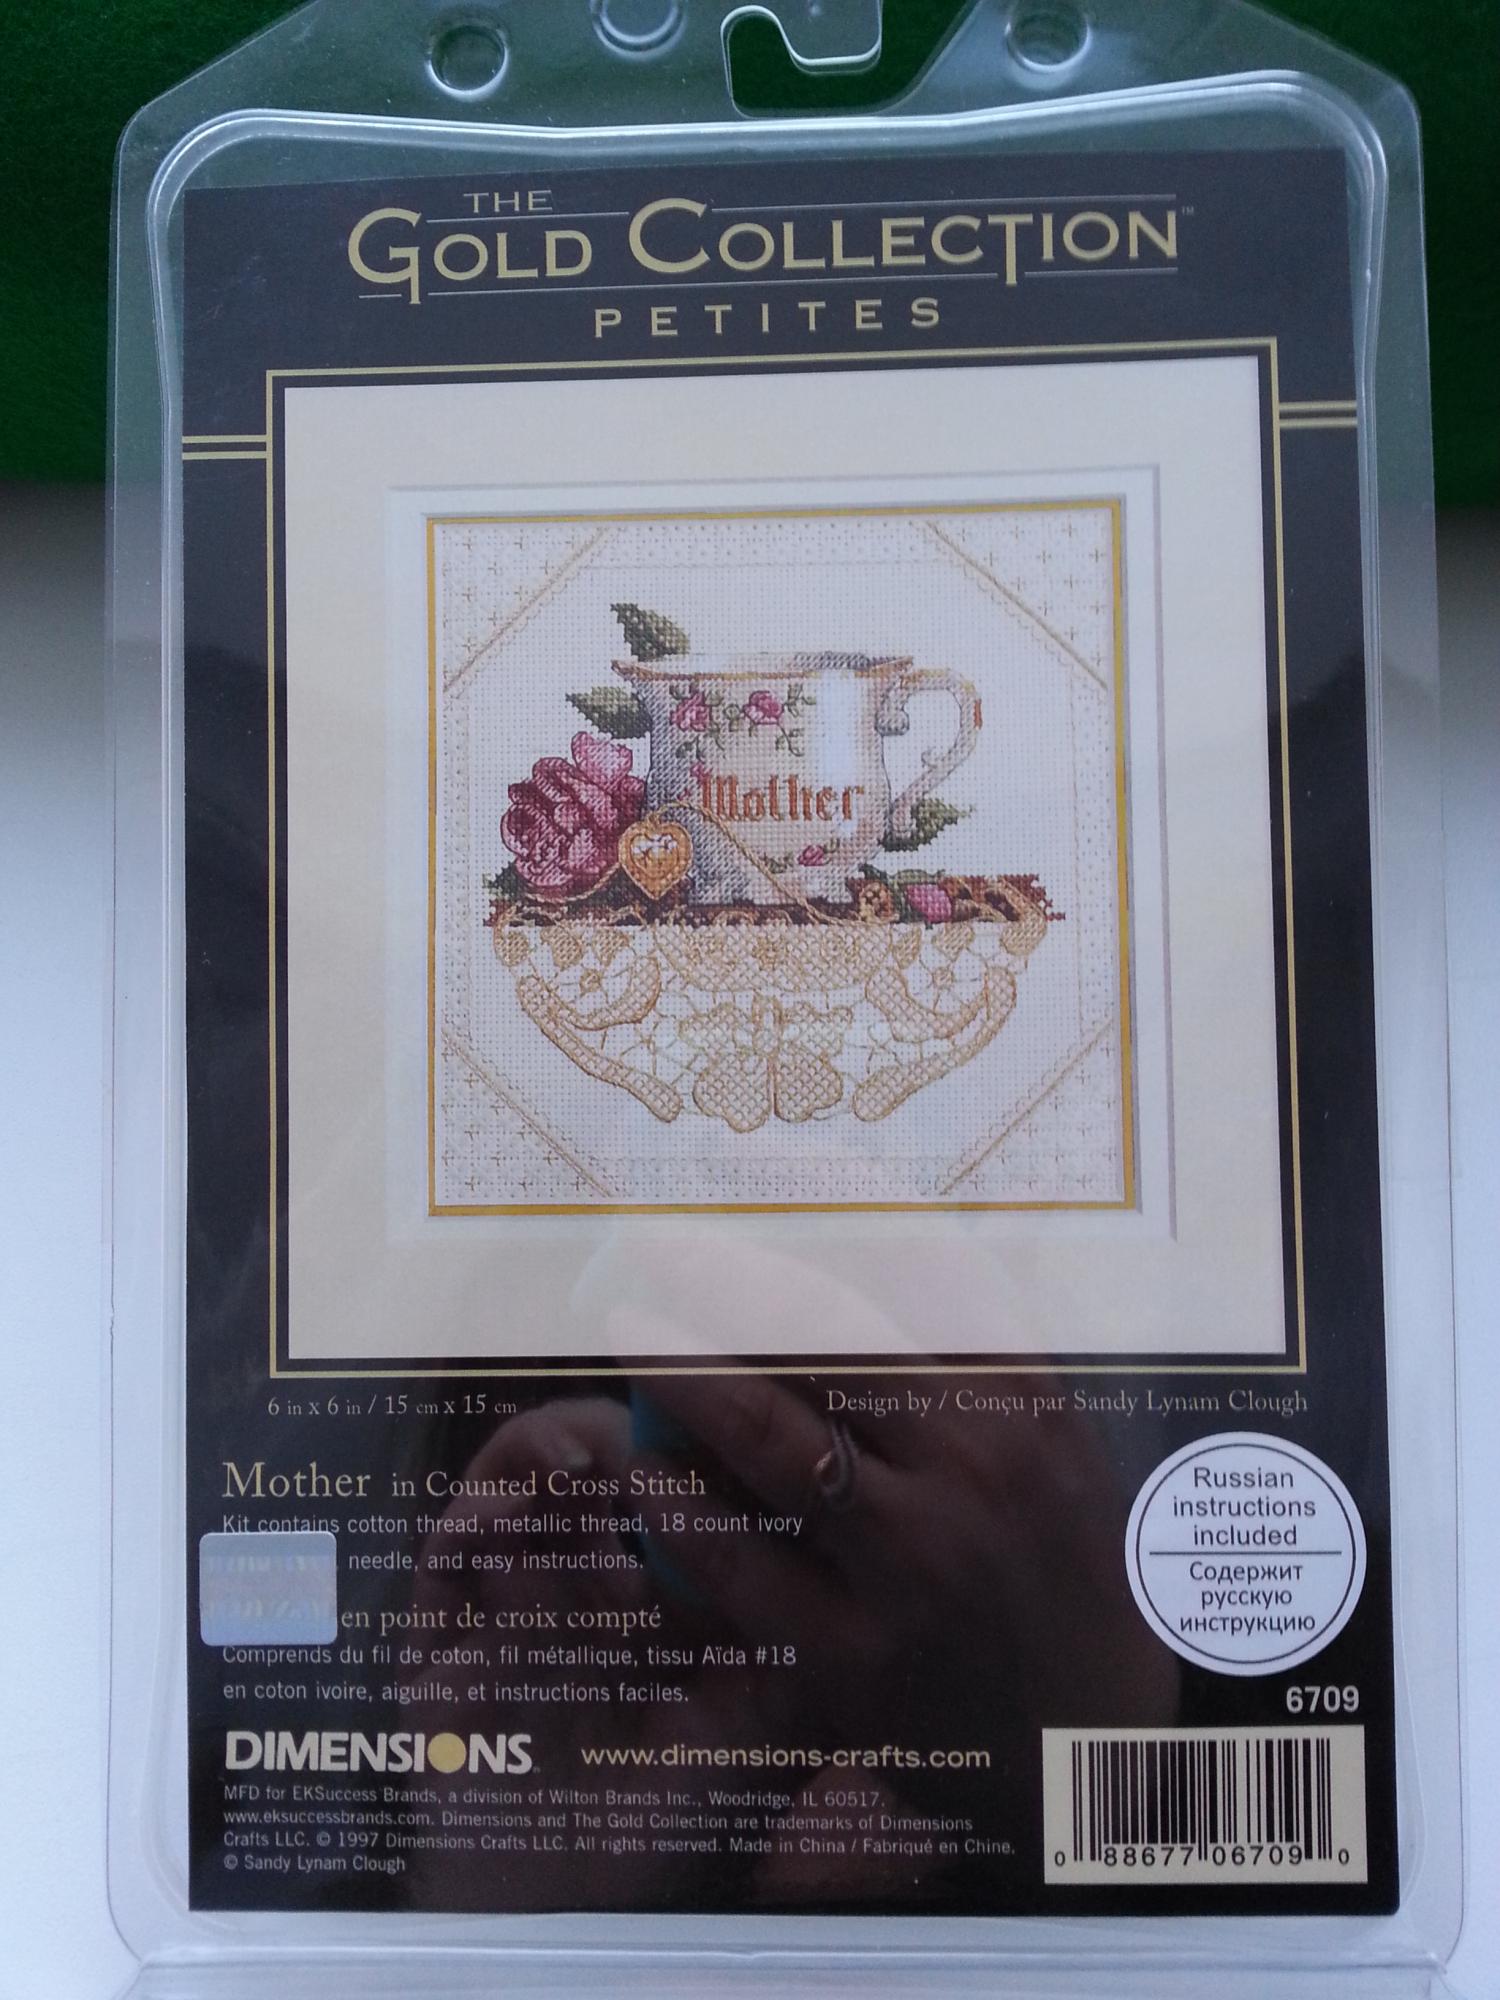 THE
GOLD COLLECTION™
PETITES
Mother
6 in x 6 in / 15 cm x 15 cm
Design by / Conçu par Sandy Lynam Clough
Mother in Counted Cross Stitch
Kit contains cotton thread, metallic thread, 18 count ivory
needle, and easy instructions.
en point de croix compté
Comprends du fil de coton, fil métallique, tissu Aïda #18
en coton ivoire, aiguille, et instructions faciles.
Russian
instructions
included
Содержит
русскую
инструкцию
6709
DIMENSIONS
www.dimensions-crafts.com
MFD for EKSuccess Brands, a division of Wilton Brands Inc., Woodridge, IL 60517.
www.eksuccessbrands.com. Dimensions and The Gold Collection are trademarks of Dimensions
Crafts LLC. © 1997 Dimensions Crafts LLC. All rights reserved. Made in China / Fabriqué en Chine.
© Sandy Lynam Clough
0 88677 06709 0